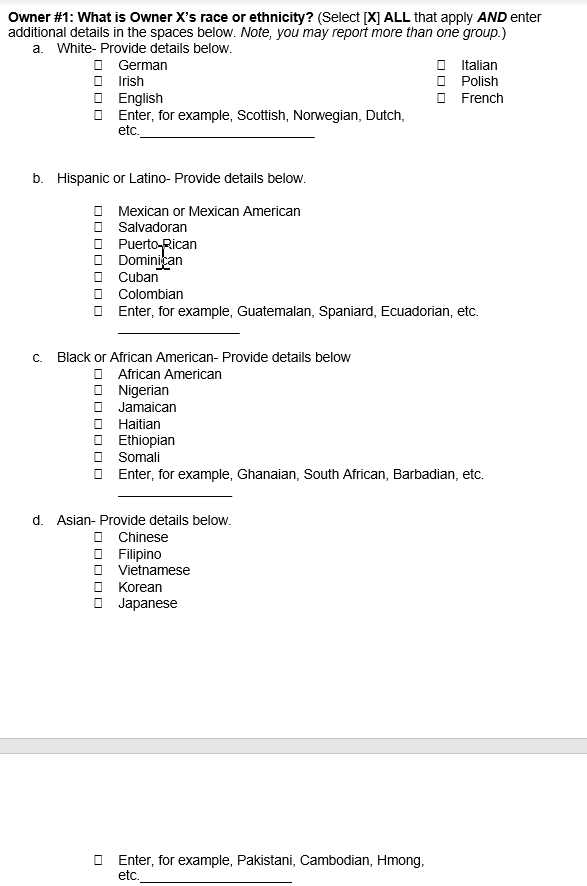 Owner #1: What is Owner X's race or ethnicity? (Select [X] ALL that apply AND enter
additional details in the spaces below. Note, you may report more than one group.)
a. White- Provide details below.
☐ German ☐ Italian
☐ Irish ☐ Polish
☐ English ☐ French
☐ Enter, for example, Scottish, Norwegian, Dutch,
etc.____________________
b. Hispanic or Latino- Provide details below.
☐ Mexican or Mexican American
☐ Salvadoran
☐ Puerto Rican
☐ Dominican
☐ Cuban
☐ Colombian
☐ Enter, for example, Guatemalan, Spaniard, Ecuadorian, etc.
______________
c. Black or African American- Provide details below
☐ African American
☐ Nigerian
☐ Jamaican
☐ Haitian
☐ Ethiopian
☐ Somali
☐ Enter, for example, Ghanaian, South African, Barbadian, etc.
_____________
d. Asian- Provide details below.
☐ Chinese
☐ Filipino
☐ Vietnamese
☐ Korean
☐ Japanese
☐ Enter, for example, Pakistani, Cambodian, Hmong,
etc.__________________